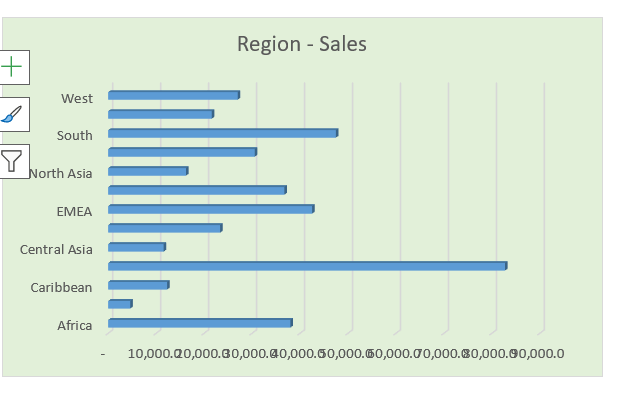 Region - Sales
West
South
North Asia
EMEA
Central Asia
Caribbean
Africa
- 10,000.0 20,000.0 30,000.0 40,000.0 50,000.0 60,000.0 70,000.0 80,000.0 90,000.0